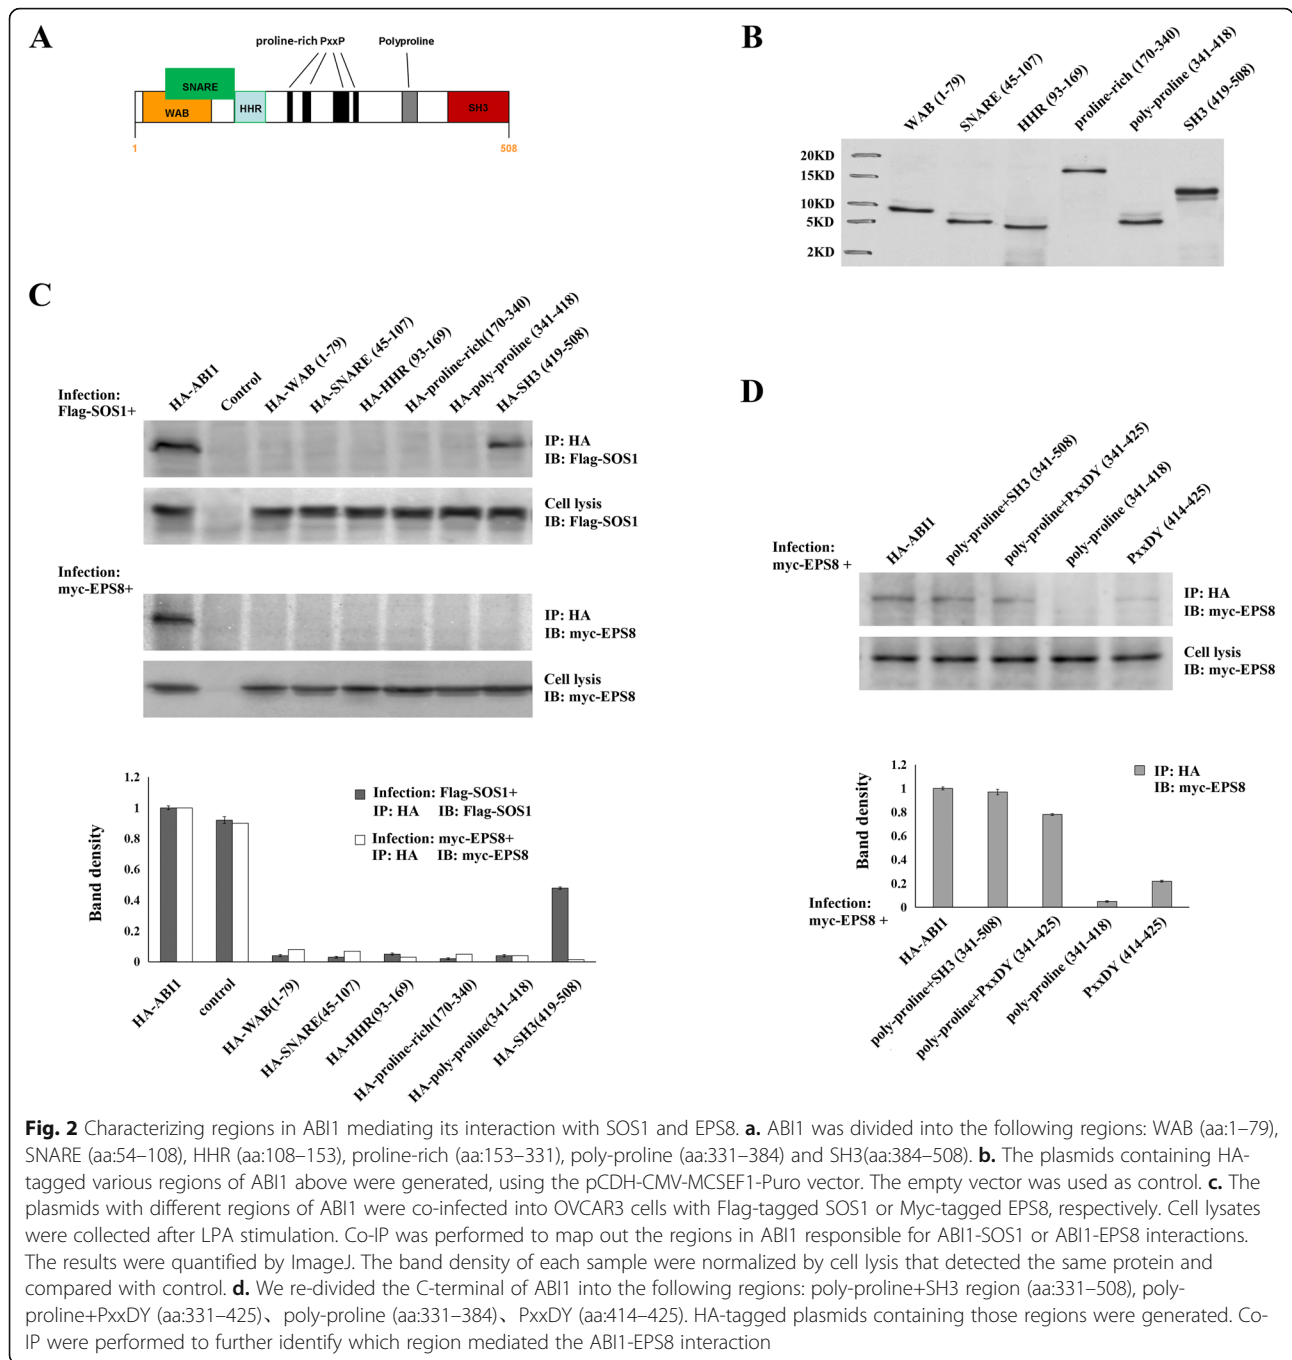 A
proline-rich PxxP
Polyproline
SNARE
WAB
HHR
SH3
1
508
B
WAB (1-79)
SNARE (45-107)
HHR (93-169)
proline-rich (170-340)
poly-proline (341-418)
SH3 (419-508)
20KD
15KD
10KD
5KD
2KD
C
HA-ABI1
Control
HA-WAB (1-79)
HA-SNARE (45-107)
HA-HHR (93-169)
HA-proline-rich(170-340)
HA-poly-proline (341-418)
HA-SH3 (419-508)
Infection:
Flag-SOS1+
IP: HA
IB: Flag-SOS1
Cell lysis
IB: Flag-SOS1
Infection:
myc-EPS8+
IP: HA
IB: myc-EPS8
Cell lysis
IB: myc-EPS8
1.2
1
0.8
0.6
0.4
0.2
0
Band density
Infection: Flag-SOS1+
IP: HA IB: Flag-SOS1
Infection: myc-EPS8+
IP: HA IB: myc-EPS8
HA-ABI1
control
HA-WAB(1-79)
HA-SNARE(45-107)
HA-HHR(93-169)
HA-proline-rich(170-340)
HA-poly-proline(341-418)
HA-SH3(419-508)
D
HA-ABI1
poly-proline+SH3 (341-508)
poly-proline+PxxDY (341-425)
poly-proline (341-418)
PxxDY (414-425)
Infection:
myc-EPS8 +
IP: HA
IB: myc-EPS8
Cell lysis
IB: myc-EPS8
1.2
1
0.8
0.6
0.4
0.2
0
Band density
IP: HA
IB: myc-EPS8
Infection:
myc-EPS8 +
HA-ABI1
poly-proline+SH3 (341-508)
poly-proline+PxxDY (341-425)
poly-proline (341-418)
PxxDY (414-425)
Fig. 2 Characterizing regions in ABI1 mediating its interaction with SOS1 and EPS8. a. ABI1 was divided into the following regions: WAB (aa:1–79),
SNARE (aa:54–108), HHR (aa:108–153), proline-rich (aa:153–331), poly-proline (aa:331–384) and SH3(aa:384–508). b. The plasmids containing HA-
tagged various regions of ABI1 above were generated, using the pCDH-CMV-MCSEF1-Puro vector. The empty vector was used as control. c. The
plasmids with different regions of ABI1 were co-infected into OVCAR3 cells with Flag-tagged SOS1 or Myc-tagged EPS8, respectively. Cell lysates
were collected after LPA stimulation. Co-IP was performed to map out the regions in ABI1 responsible for ABI1-SOS1 or ABI1-EPS8 interactions.
The results were quantified by ImageJ. The band density of each sample were normalized by cell lysis that detected the same protein and
compared with control. d. We re-divided the C-terminal of ABI1 into the following regions: poly-proline+SH3 region (aa:331–508), poly-
proline+PxxDY (aa:331–425)、poly-proline (aa:331–384)、PxxDY (aa:414–425). HA-tagged plasmids containing those regions were generated. Co-
IP were performed to further identify which region mediated the ABI1-EPS8 interaction